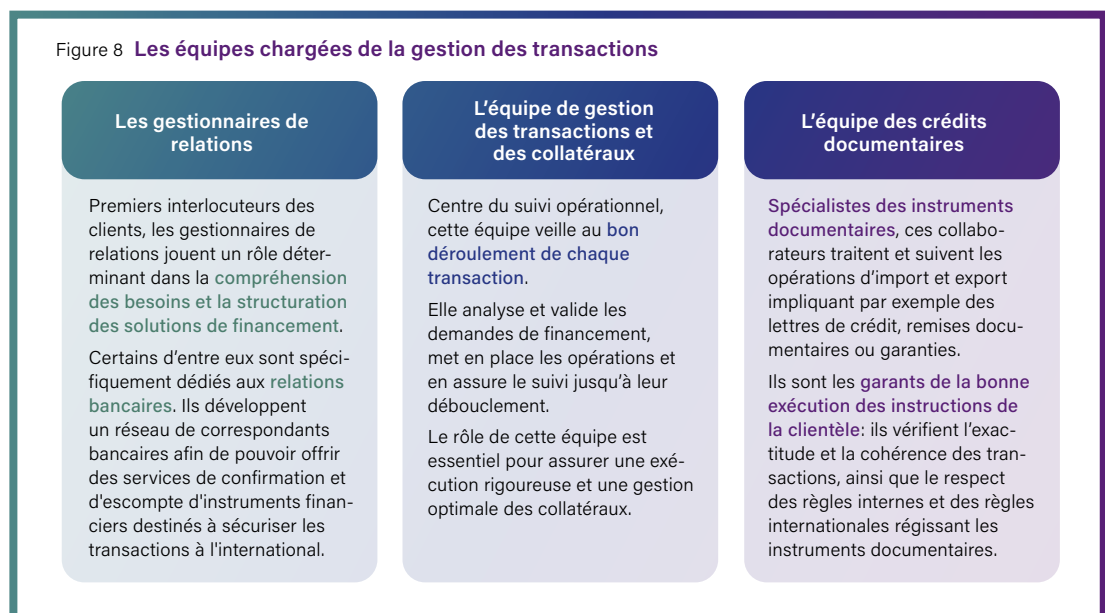 Figure 8 Les équipes chargées de la gestion des transactions
Les gestionnaires de
relations
Premiers interlocuteurs des
clients, les gestionnaires de
relations jouent un rôle déter-
minant dans la compréhension
des besoins et la structuration
des solutions de financement.
Certains d'entre eux sont spéci-
fiquement dédiés aux relations
bancaires. Ils développent
un réseau de correspondants
bancaires afin de pouvoir offrir
des services de confirmation et
d'escompte d'instruments finan-
ciers destinés à sécuriser les
transactions à l'international.
L'équipe de gestion
des transactions et
des collatéraux
Centre du suivi opérationnel,
cette équipe veille au bon
déroulement de chaque
transaction.
Elle analyse et valide les
demandes de financement,
met en place les opérations et
en assure le suivi jusqu'à leur
débouclement.
Le rôle de cette équipe est
essentiel pour assurer une exé-
cution rigoureuse et une gestion
optimale des collatéraux.
L'équipe des crédits
documentaires
Spécialistes des instruments
documentaires, ces collabo-
rateurs traitent et suivent les
opérations d'import et export
impliquant par exemple des
lettres de crédit, remises docu-
mentaires ou garanties.
Ils sont les garants de la bonne
exécution des instructions de
la clientèle: ils vérifient l'exac-
titude et la cohérence des tran-
sactions, ainsi que le respect
des règles internes et des règles
internationales régissant les
instruments documentaires.